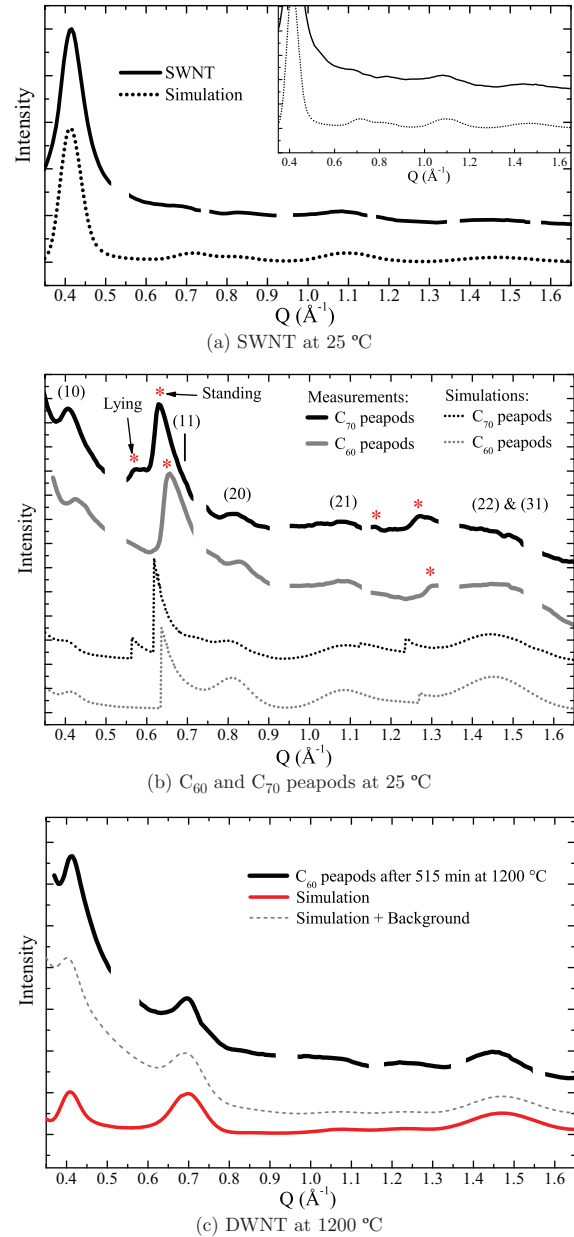 SWNT
Simulation
0.4 0.6 0.8 1.0 1.2 1.4 1.6
Q (Å⁻¹)
Intensity
0.4 0.5 0.6 0.7 0.8 0.9 1.0 1.1 1.2 1.3 1.4 1.5 1.6
Q (Å⁻¹)
(a) SWNT at 25 ºC
(10)
Lying
*
*
Standing
(11)
*
(20)
(21)
*
*
*
(22) & (31)
Measurements:
C₇₀ peapods
C₆₀ peapods
Simulations:
C₇₀ peapods
C₆₀ peapods
Intensity
0.4 0.5 0.6 0.7 0.8 0.9 1.0 1.1 1.2 1.3 1.4 1.5 1.6
Q (Å⁻¹)
(b) C₆₀ and C₇₀ peapods at 25 ºC
C₆₀ peapods after 515 min at 1200 °C
Simulation
Simulation + Background
Intensity
0.4 0.5 0.6 0.7 0.8 0.9 1.0 1.1 1.2 1.3 1.4 1.5 1.6
Q (Å⁻¹)
(c) DWNT at 1200 ºC